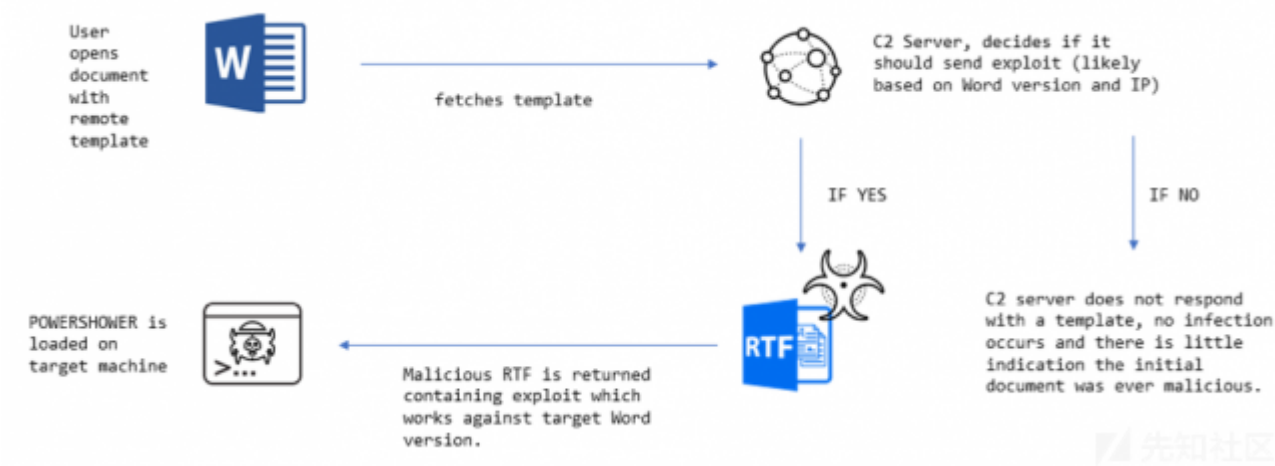 User
opens
document
with
remote
template
W
fetches template
C2 Server, decides if it
should send exploit (likely
based on Word version and IP)
IF YES
IF NO
RTF
C2 server does not respond
with a template, no infection
occurs and there is little
indication the initial
document was ever malicious.
Malicious RTF is returned
containing exploit which
works against target Word
version.
>...
POWERSHOWER is
loaded on
target machine
先知社区